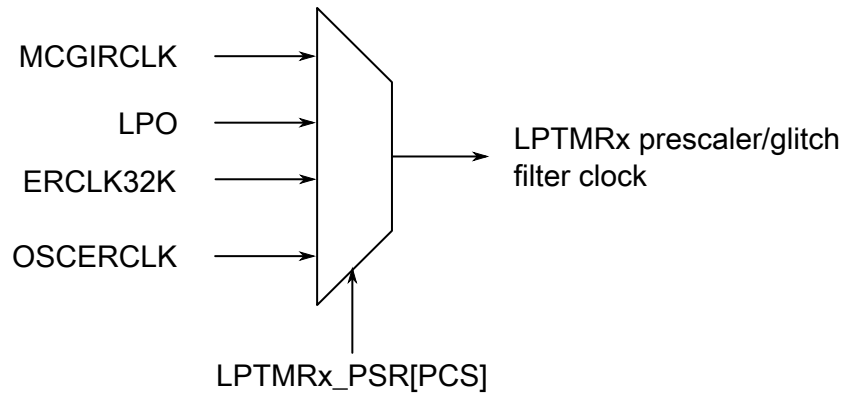 MCGIRCLK
LPO
ERCLK32K
OSCERCLK
LPTMRx prescaler/glitch
filter clock
LPTMRx_PSR[PCS]